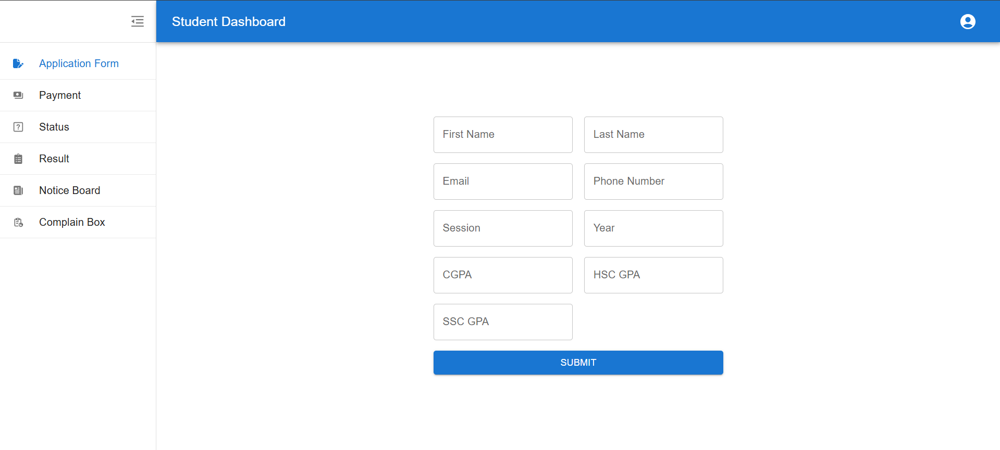 Student Dashboard
Application Form
Payment
Status
Result
Notice Board
Complain Box
First Name
Last Name
Email
Phone Number
Session
Year
CGPA
HSC GPA
SSC GPA
SUBMIT